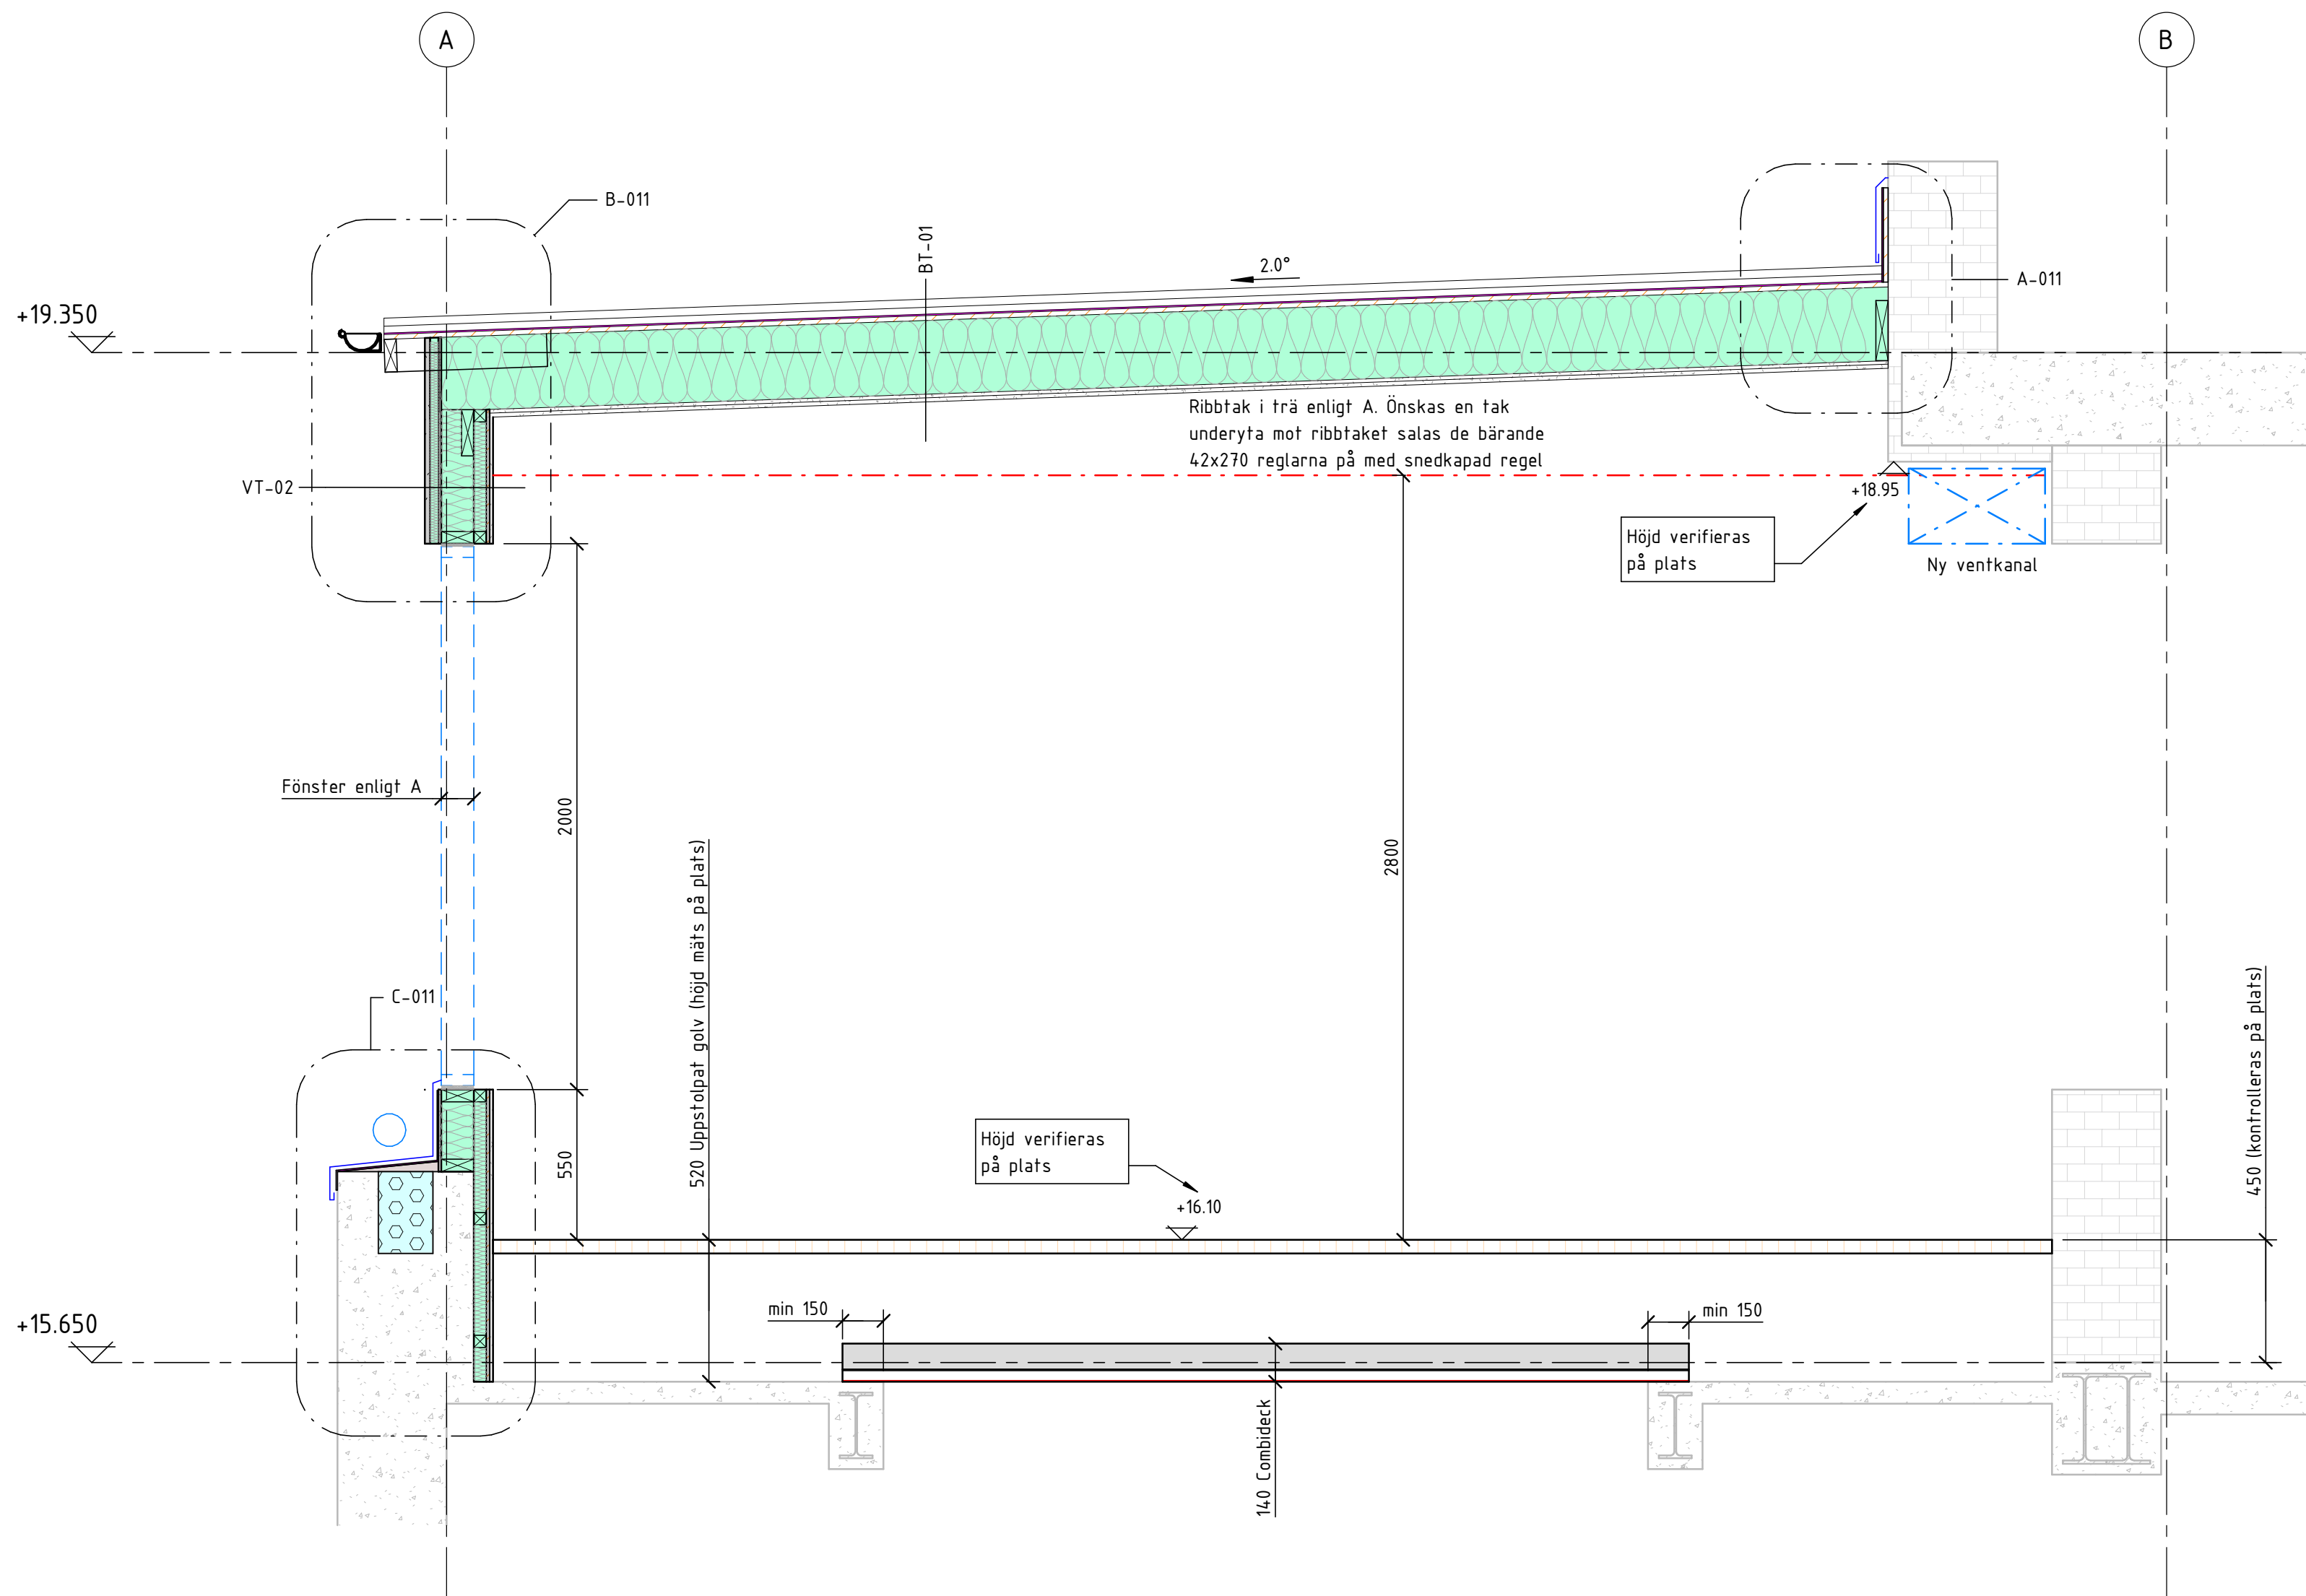 A
B
B-011
BT-01
2.0°
A-011
+19.350
Ribbtak i trä enligt A. Önskas en tak
underyta mot ribbtaket salas de bärande
42x270 reglarna på med snedkapad regel
VT-02
+18.95
Höjd verifieras
på plats
Ny ventkanal
Fönster enligt A
2000
2800
520 Uppstolpat golv (höjd mäts på plats)
C-011
450 (kontrolleras på plats)
Höjd verifieras
på plats
550
+16.10
+15.650
min 150
min 150
140 Combideck